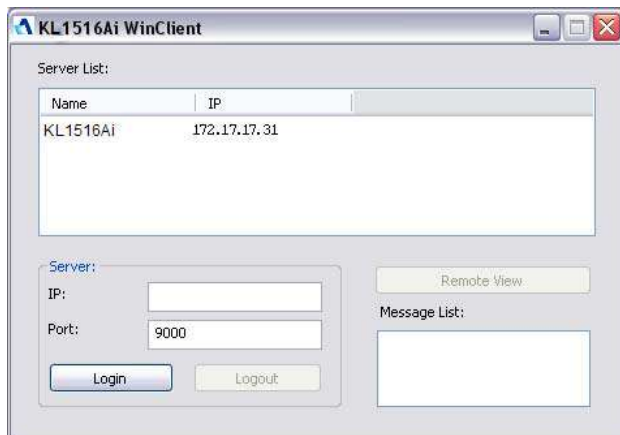 KL1516Ai WinClient
Server List:
Name IP
KL1516Ai 172.17.17.31
Server:
IP:
Port: 9000
Login Logout
Remote View
Message List: